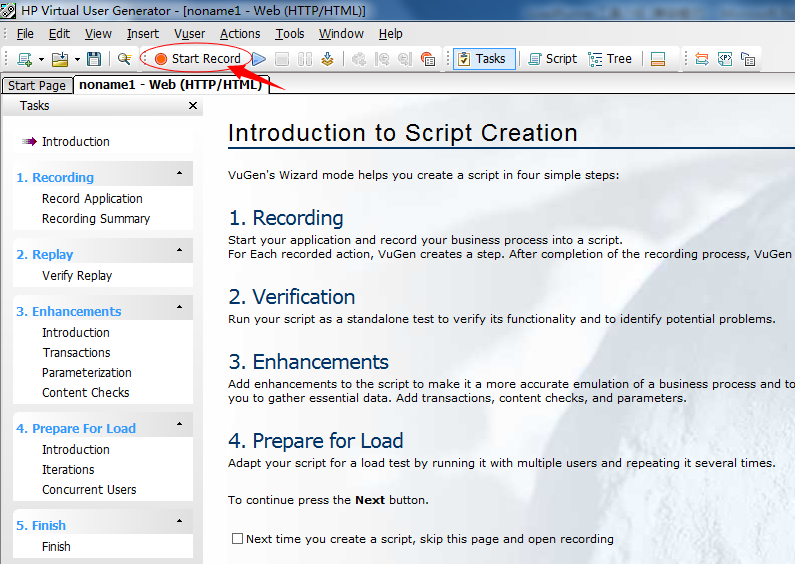 HP Virtual User Generator - [noname1 - Web (HTTP/HTML)]
File Edit View Insert Vuser Actions Tools Window Help
Start Record Tasks Script Tree
Start Page noname1 - Web (HTTP/HTML)
Tasks
Introduction
1. Recording
Record Application
Recording Summary
2. Replay
Verify Replay
3. Enhancements
Introduction
Transactions
Parameterization
Content Checks
4. Prepare For Load
Introduction
Iterations
Concurrent Users
5. Finish
Finish
Introduction to Script Creation
VuGen's Wizard mode helps you create a script in four simple steps:
1. Recording
Start your application and record your business process into a script.
For Each recorded action, VuGen creates a step. After completion of the recording process, VuGen
2. Verification
Run your script as a standalone test to verify its functionality and to identify potential problems.
3. Enhancements
Add enhancements to the script to make it a more accurate emulation of a business process and to
you to gather essential data. Add transactions, content checks, and parameters.
4. Prepare for Load
Adapt your script for a load test by running it with multiple users and repeating it several times.
To continue press the Next button.
Next time you create a script, skip this page and open recording